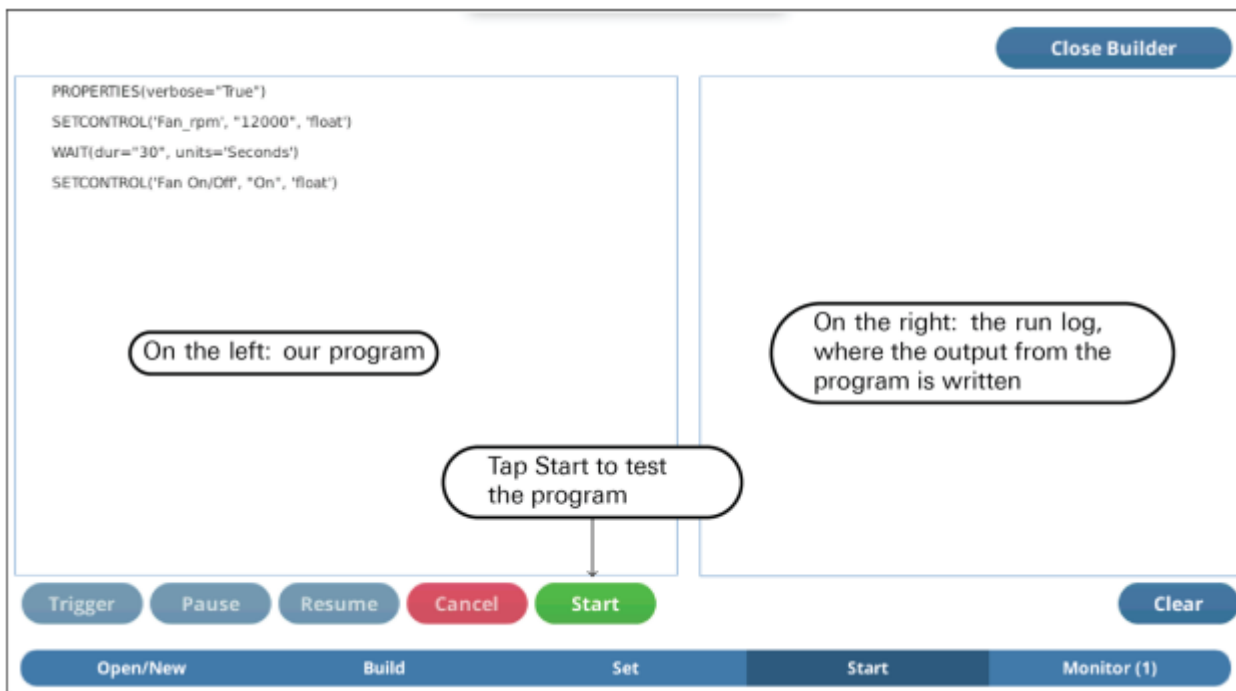 Close Builder
PROPERTIES(verbose="True")
SETCONTROL('Fan_rpm', "12000", 'float')
WAIT(dur="30", units='Seconds')
SETCONTROL('Fan On/Off', "On", 'float')
On the left: our program
On the right: the run log,
where the output from the
program is written
Tap Start to test
the program
Trigger
Pause
Resume
Cancel
Start
Clear
Open/New
Build
Set
Start
Monitor (1)